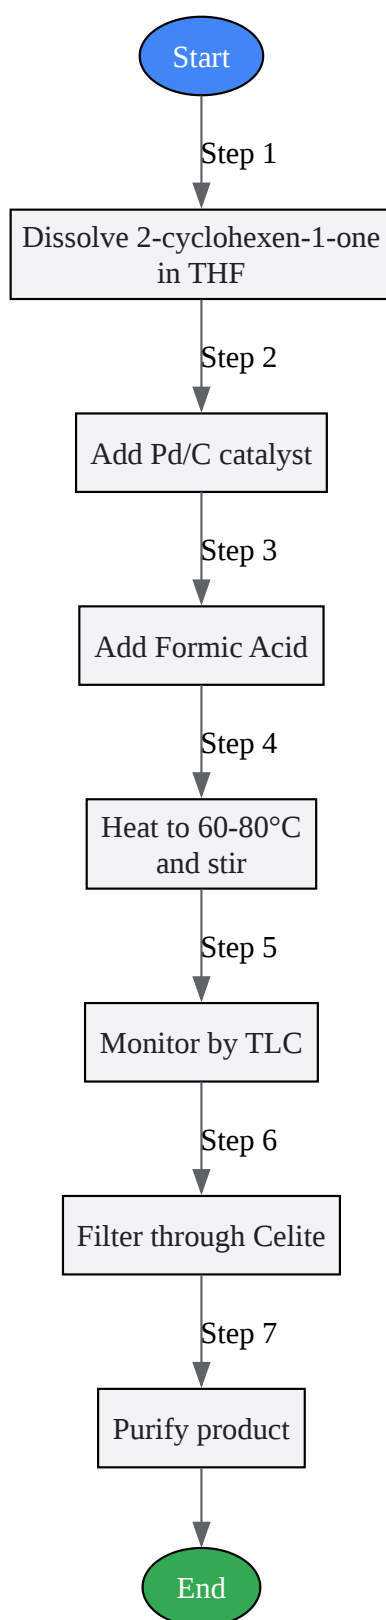 Start
Step 1
Dissolve 2-cyclohexen-1-one
in THF
Step 2
Add Pd/C catalyst
Step 3
Add Formic Acid
Step 4
Heat to 60-80°C
and stir
Step 5
Monitor by TLC
Step 6
Filter through Celite
Step 7
Purify product
End